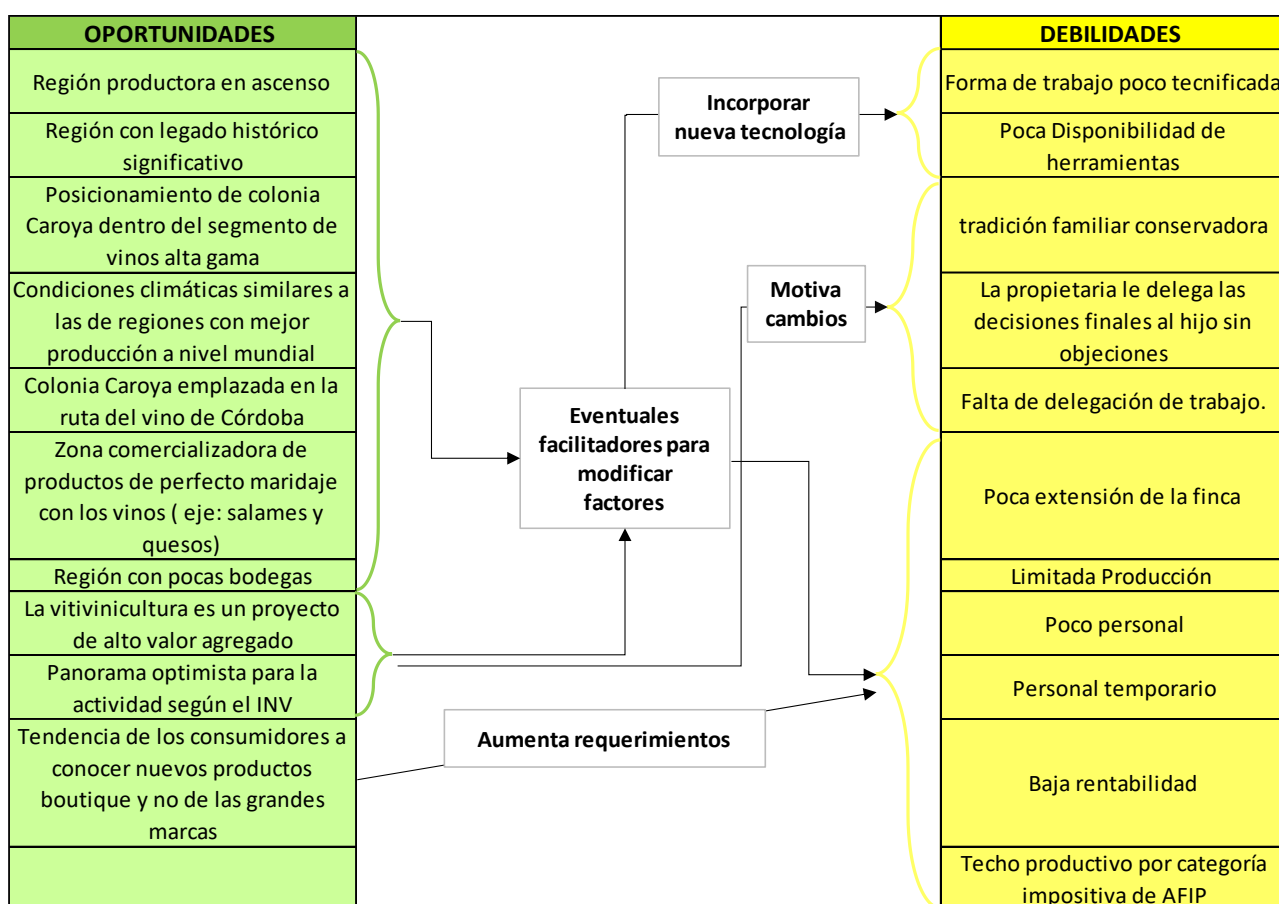 OPORTUNIDADES
Región productora en ascenso
Región con legado histórico
significativo
Posicionamiento de colonia
Caroya dentro del segmento de
vinos alta gama
Condiciones climáticas similares a
las de regiones con mejor
producción a nivel mundial
Colonia Caroya emplazada en la
ruta del vino de Córdoba
Zona comercializadora de
productos de perfecto maridaje
con los vinos ( eje: salames y
quesos)
Región con pocas bodegas
La vitivinicultura es un proyecto
de alto valor agregado
Panorama optimista para la
actividad según el INV
Tendencia de los consumidores a
conocer nuevos productos
boutique y no de las grandes
marcas
Incorporar
nueva tecnología
Motiva
cambios
Eventuales
facilitadores para
modificar
factores
Aumenta requerimientos
DEBILIDADES
Forma de trabajo poco tecnificada
Poca Disponibilidad de
herramientas
tradición familiar conservadora
La propietaria le delega las
decisiones finales al hijo sin
objeciones
Falta de delegación de trabajo.
Poca extensión de la finca
Limitada Producción
Poco personal
Personal temporario
Baja rentabilidad
Techo productivo por categoría
impositiva de AFIP